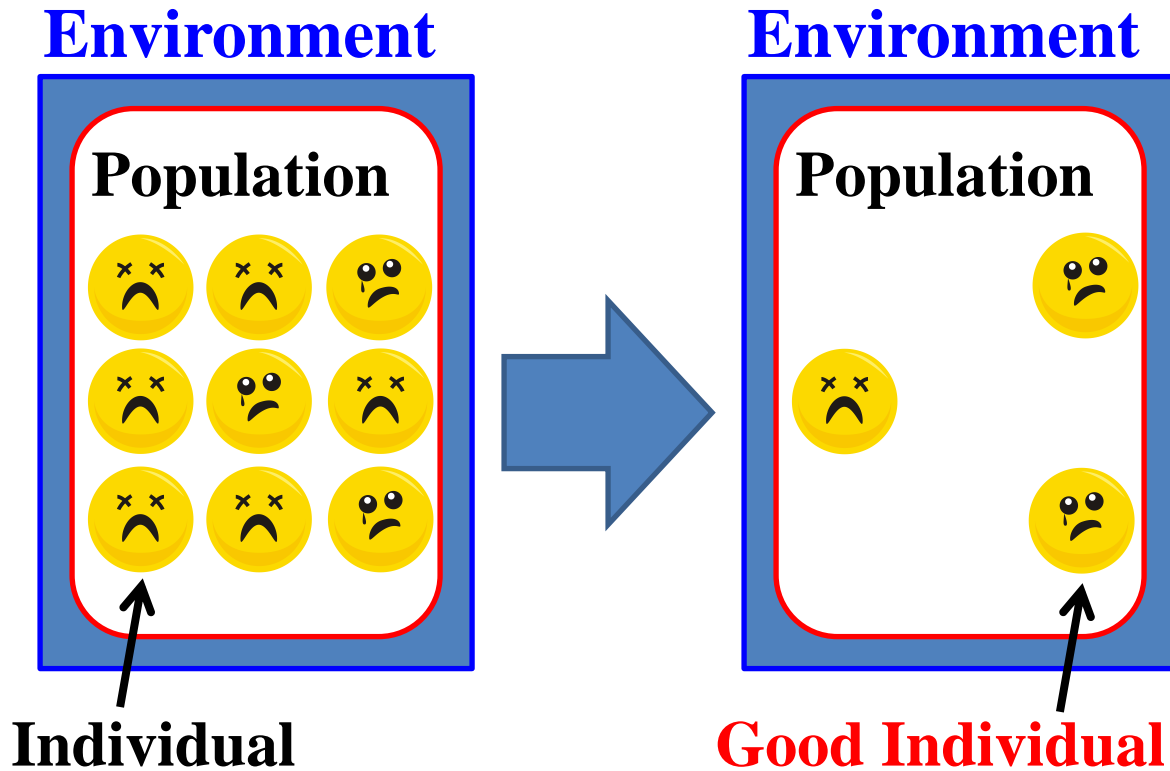 Environment
Population
Individual
Environment
Population
Good Individual